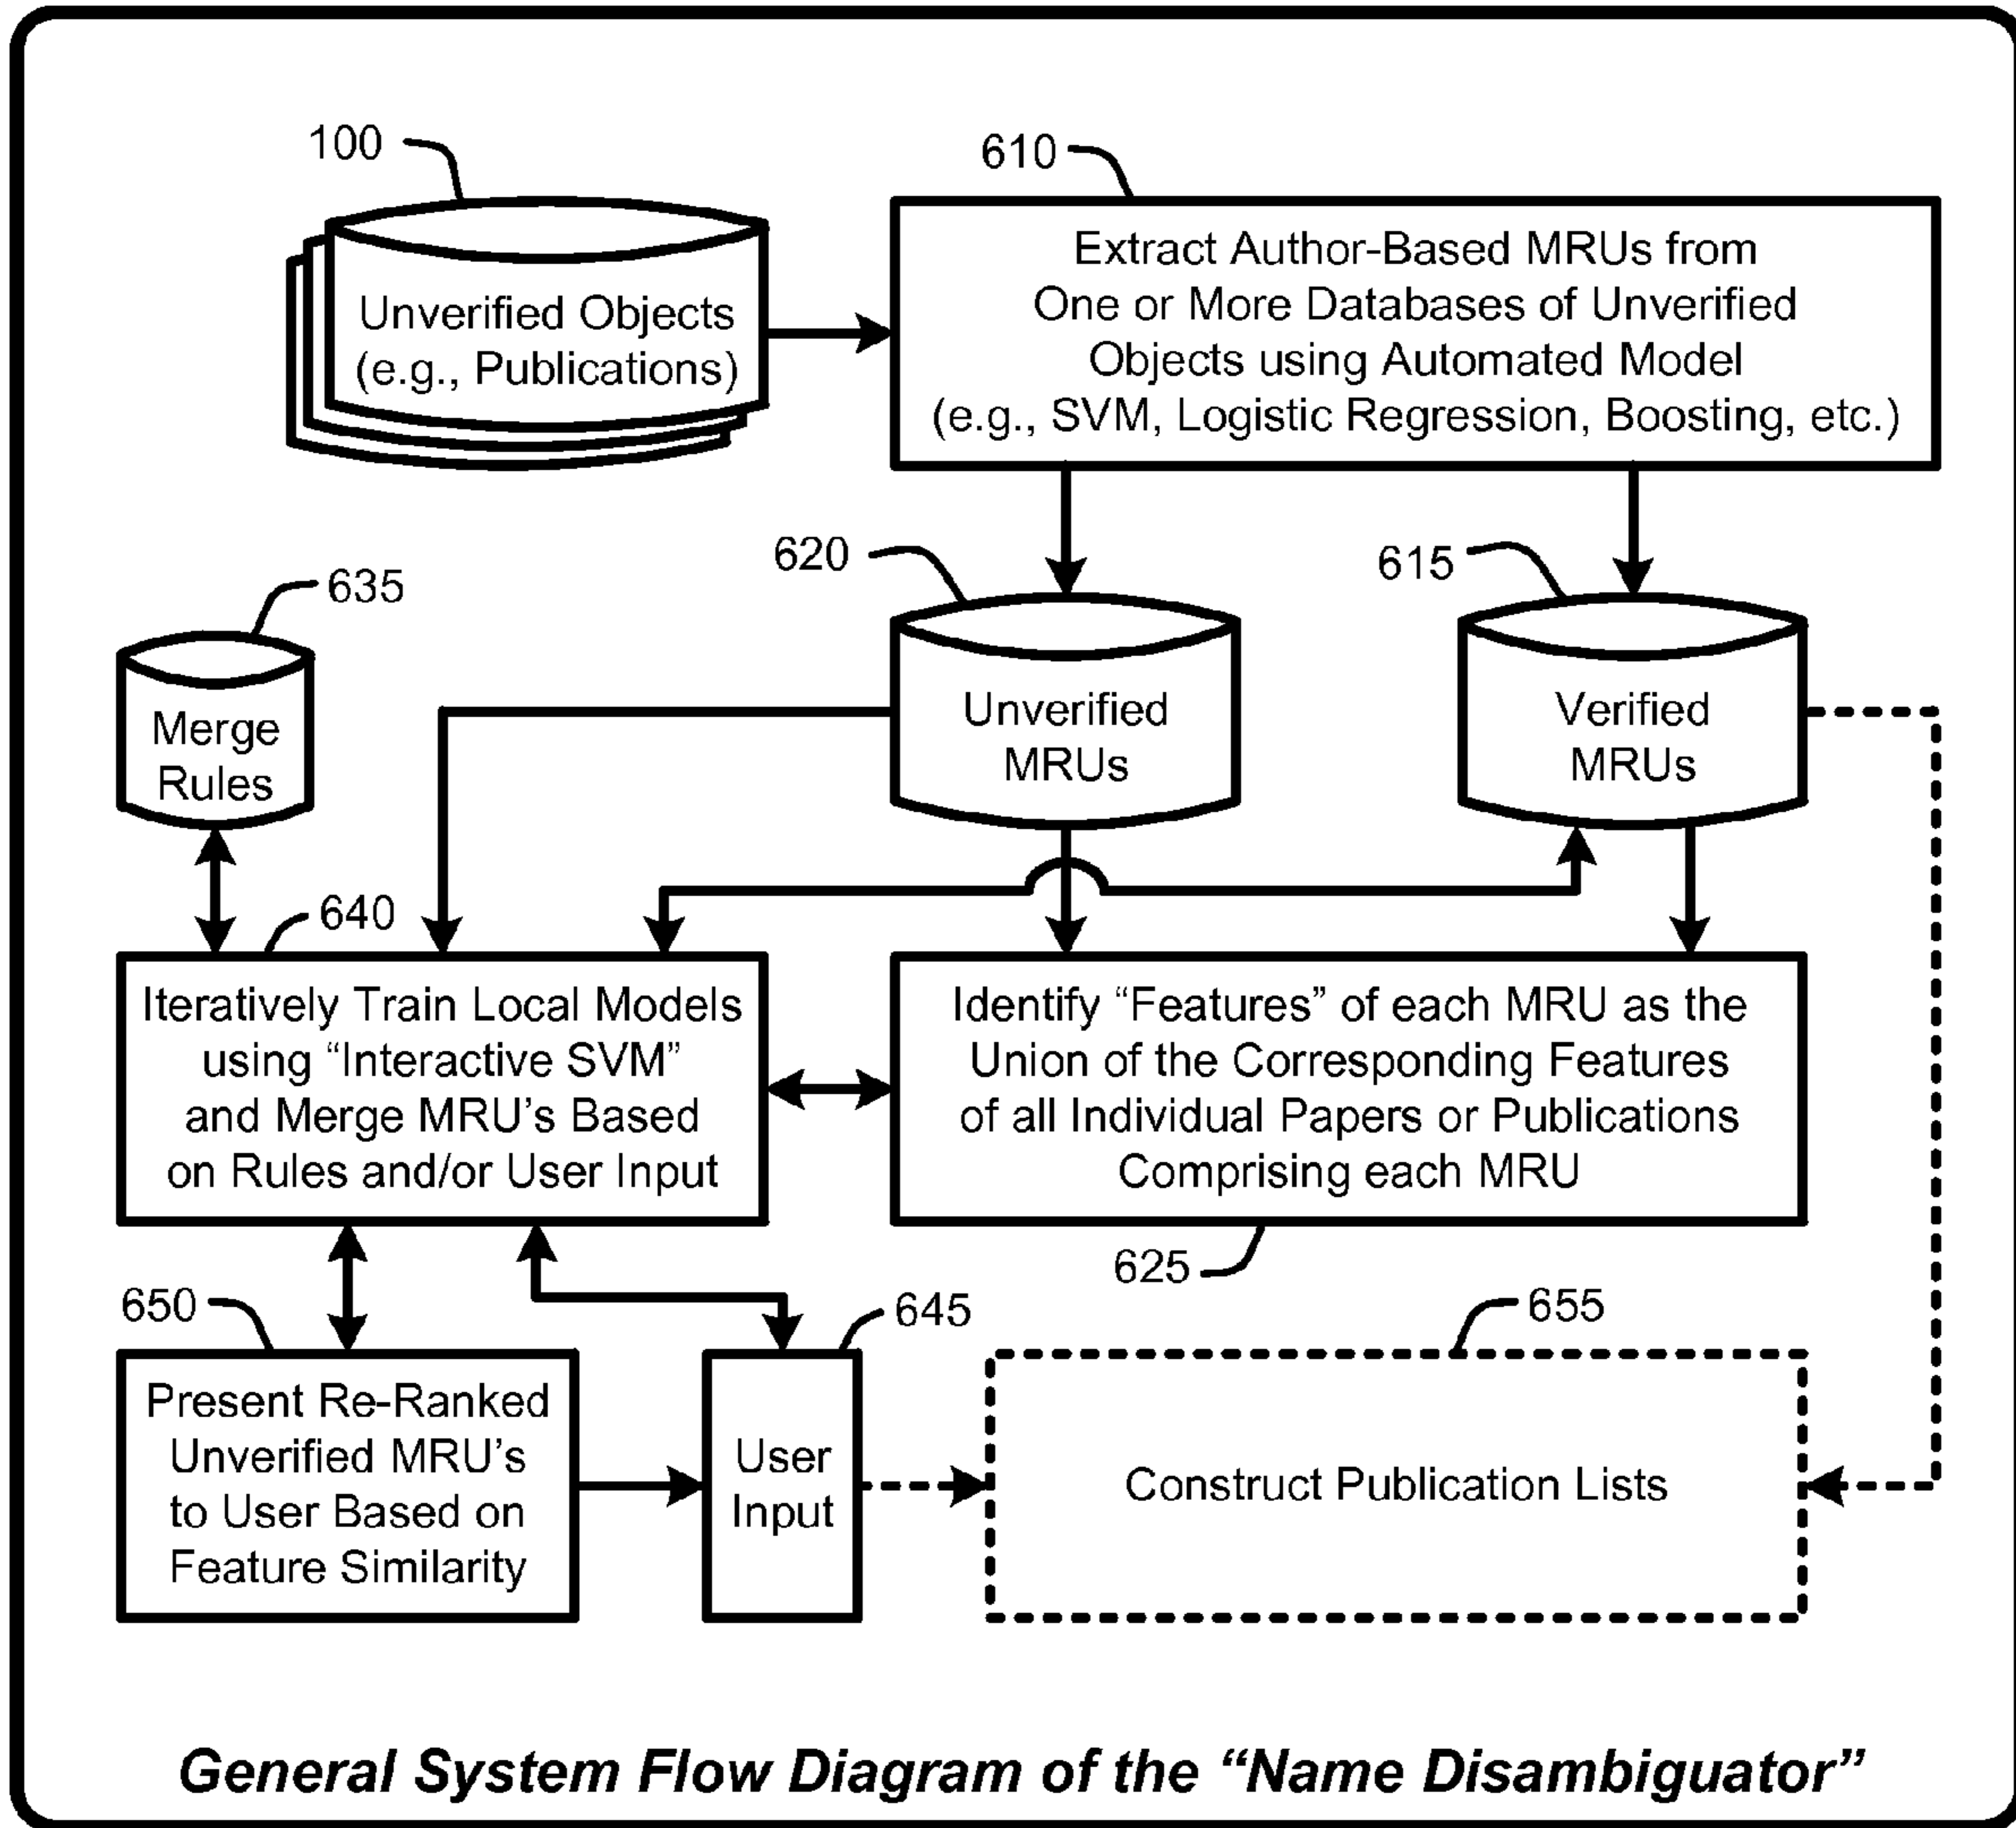 100
Unverified Objects
(e.g., Publications)
610
Extract Author-Based MRUs from
One or More Databases of Unverified
Objects using Automated Model
(e.g., SVM, Logistic Regression, Boosting, etc.)
620
Unverified
MRUs
615
Verified
MRUs
635
Merge
Rules
640
Iteratively Train Local Models
using “Interactive SVM”
and Merge MRU’s Based
on Rules and/or User Input
Identify “Features” of each MRU as the
Union of the Corresponding Features
of all Individual Papers or Publications
Comprising each MRU
625
650
Present Re-Ranked
Unverified MRU’s
to User Based on
Feature Similarity
645
User
Input
655
Construct Publication Lists
General System Flow Diagram of the “Name Disambiguator”